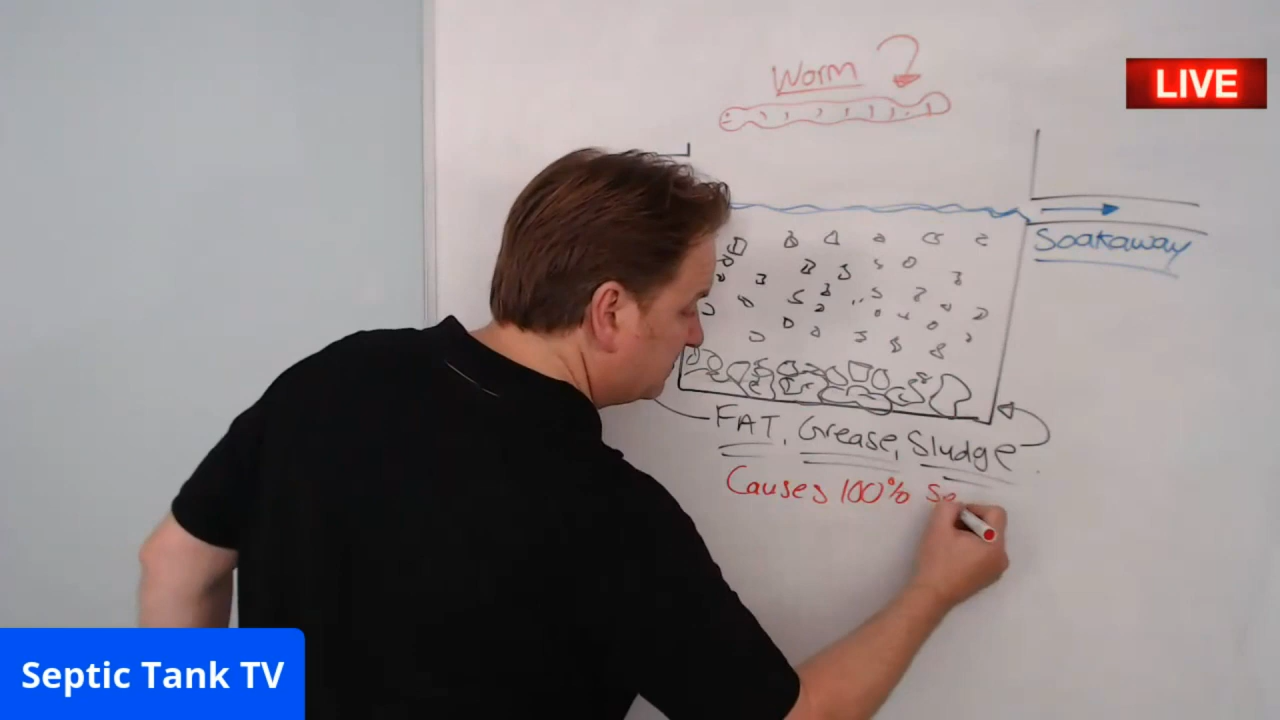 Worm
LIVE
Soakaway
FAT, Grease, Sludge
Causes 100%
Septic Tank TV